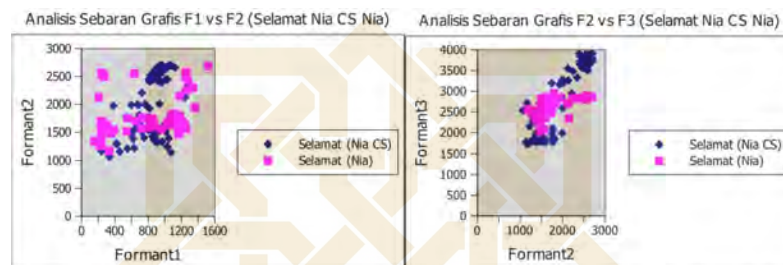 Analisis Sebaran Grafis F1 vs F2 (Selamat Nia CS Nia)
Formant2
3000
2500
2000
1500
1000
500
0
0 400 800 1200 1600
Formant1
Selamat (Nia CS)
Selamat (Nia)
Analisis Sebaran Grafis F2 vs F3 (Selamat Nia CS Nia)
Formant3
4000
3500
3000
2500
2000
1500
1000
500
0
0 1000 2000 3000
Formant2
Selamat (Nia CS)
Selamat (Nia)